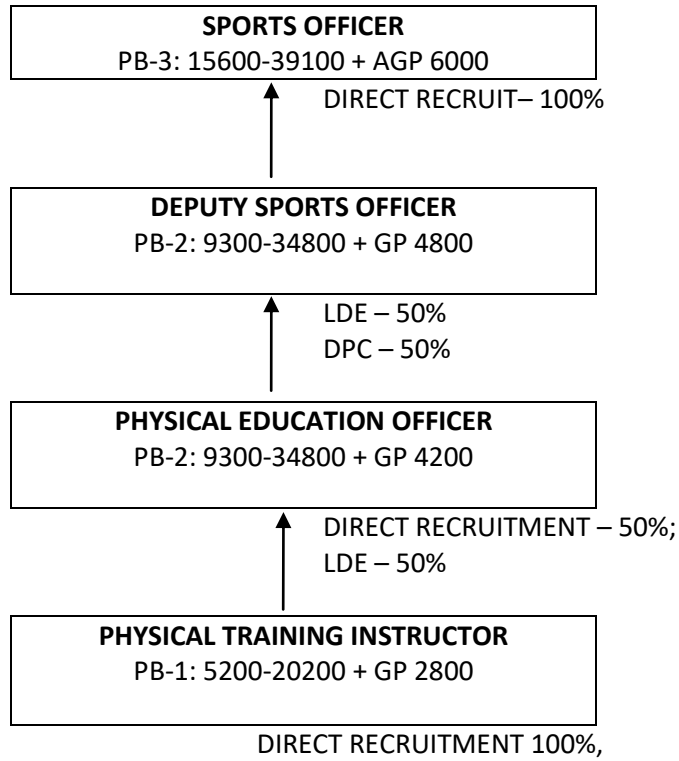 SPORTS OFFICER
PB-3: 15600-39100 + AGP 6000
DIRECT RECRUIT– 100%
DEPUTY SPORTS OFFICER
PB-2: 9300-34800 + GP 4800
LDE – 50%
DPC – 50%
PHYSICAL EDUCATION OFFICER
PB-2: 9300-34800 + GP 4200
DIRECT RECRUITMENT – 50%;
LDE – 50%
PHYSICAL TRAINING INSTRUCTOR
PB-1: 5200-20200 + GP 2800
DIRECT RECRUITMENT 100%,